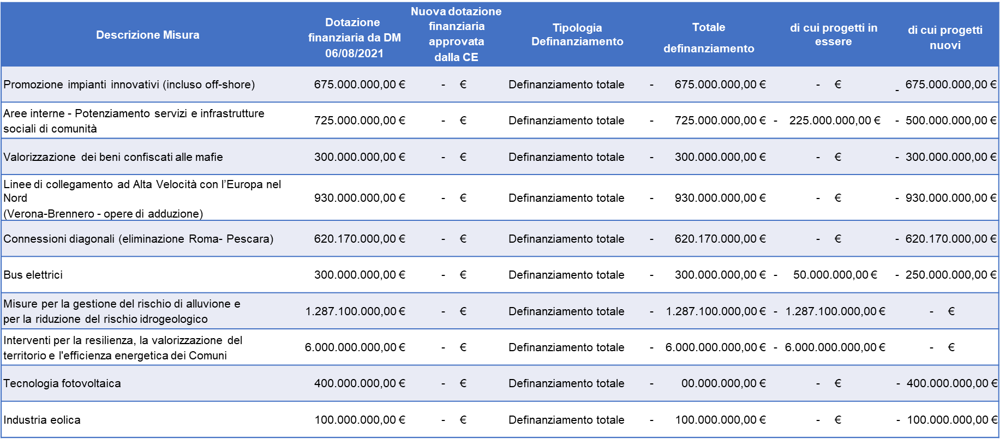 Descrizione Misura
Dotazione
finanziaria da DM
06/08/2021
Nuova dotazione
finanziaria
approvata
dalla CE
Tipologia
Definanziamento
Totale
definanziamento
di cui progetti in
essere
di cui progetti
nuovi
Promozione impianti innovativi (incluso off-shore) 675.000.000,00 € - € Definanziamento totale - 675.000.000,00 € - € - 675.000.000,00 €
Aree interne - Potenziamento servizi e infrastrutture
sociali di comunità
725.000.000,00 € - € Definanziamento totale - 725.000.000,00 € - 225.000.000,00 € - 500.000.000,00 €
Valorizzazione dei beni confiscati alle mafie 300.000.000,00 € - € Definanziamento totale - 300.000.000,00 € - € - 300.000.000,00 €
Linee di collegamento ad Alta Velocità con l’Europa nel
Nord
(Verona-Brennero - opere di adduzione)
930.000.000,00 € - € Definanziamento totale - 930.000.000,00 € - € - 930.000.000,00 €
Connessioni diagonali (eliminazione Roma- Pescara) 620.170.000,00 € - € Definanziamento totale - 620.170.000,00 € - € - 620.170.000,00 €
Bus elettrici 300.000.000,00 € - € Definanziamento totale - 300.000.000,00 € - 50.000.000,00 € - 250.000.000,00 €
Misure per la gestione del rischio di alluvione e
per la riduzione del rischio idrogeologico
1.287.100.000,00 € - € Definanziamento totale - 1.287.100.000,00 € - 1.287.100.000,00 € - €
Interventi per la resilienza, la valorizzazione del
territorio e l'efficienza energetica dei Comuni
6.000.000.000,00 € - € Definanziamento totale - 6.000.000.000,00 € - 6.000.000.000,00 € - €
Tecnologia fotovoltaica 400.000.000,00 € - € Definanziamento totale - 00.000.000,00 € - € - 400.000.000,00 €
Industria eolica 100.000.000,00 € - € Definanziamento totale - 100.000.000,00 € - € - 100.000.000,00 €